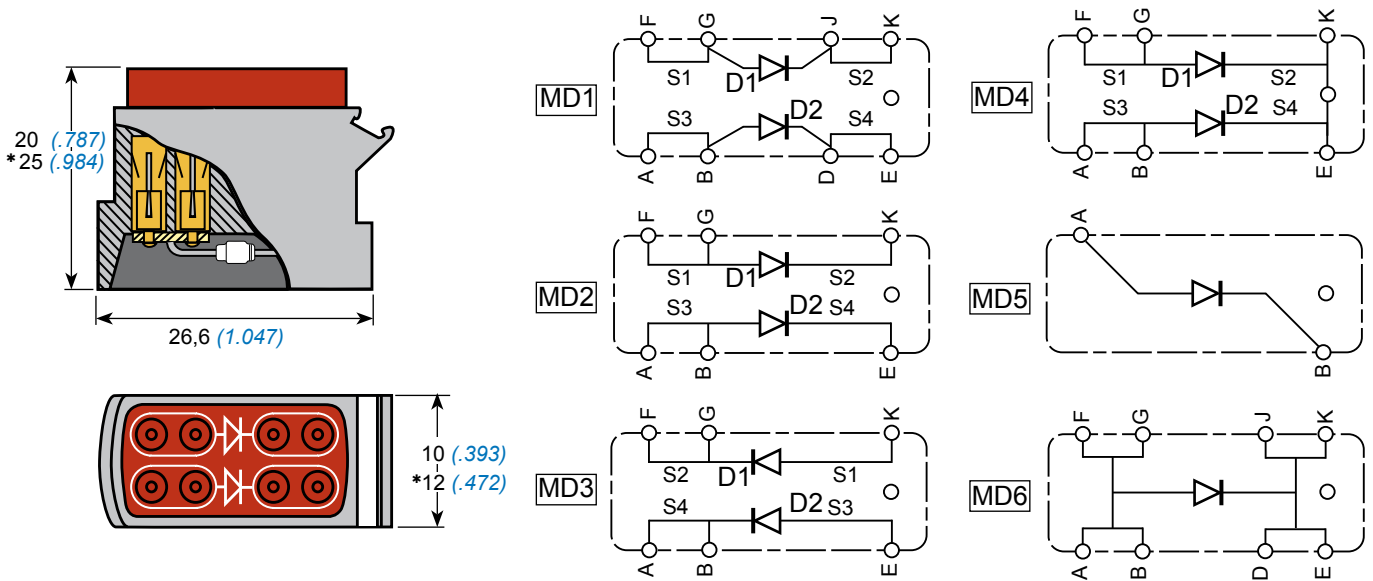 20 (.787)
*25 (.984)
26,6 (1.047)
10 (.393)
*12 (.472)
MD1
F G J K
S1 D1 S2
S3 D2 S4
A B D E
MD2
F G K
S1 D1 S2
S3 D2 S4
A B E
MD3
F G K
S2 D1 S1
S4 D2 S3
A B E
MD4
F G K
S1 D1 S2
S3 D2 S4
A B E
MD5
A
B
MD6
F G J K
A B D E